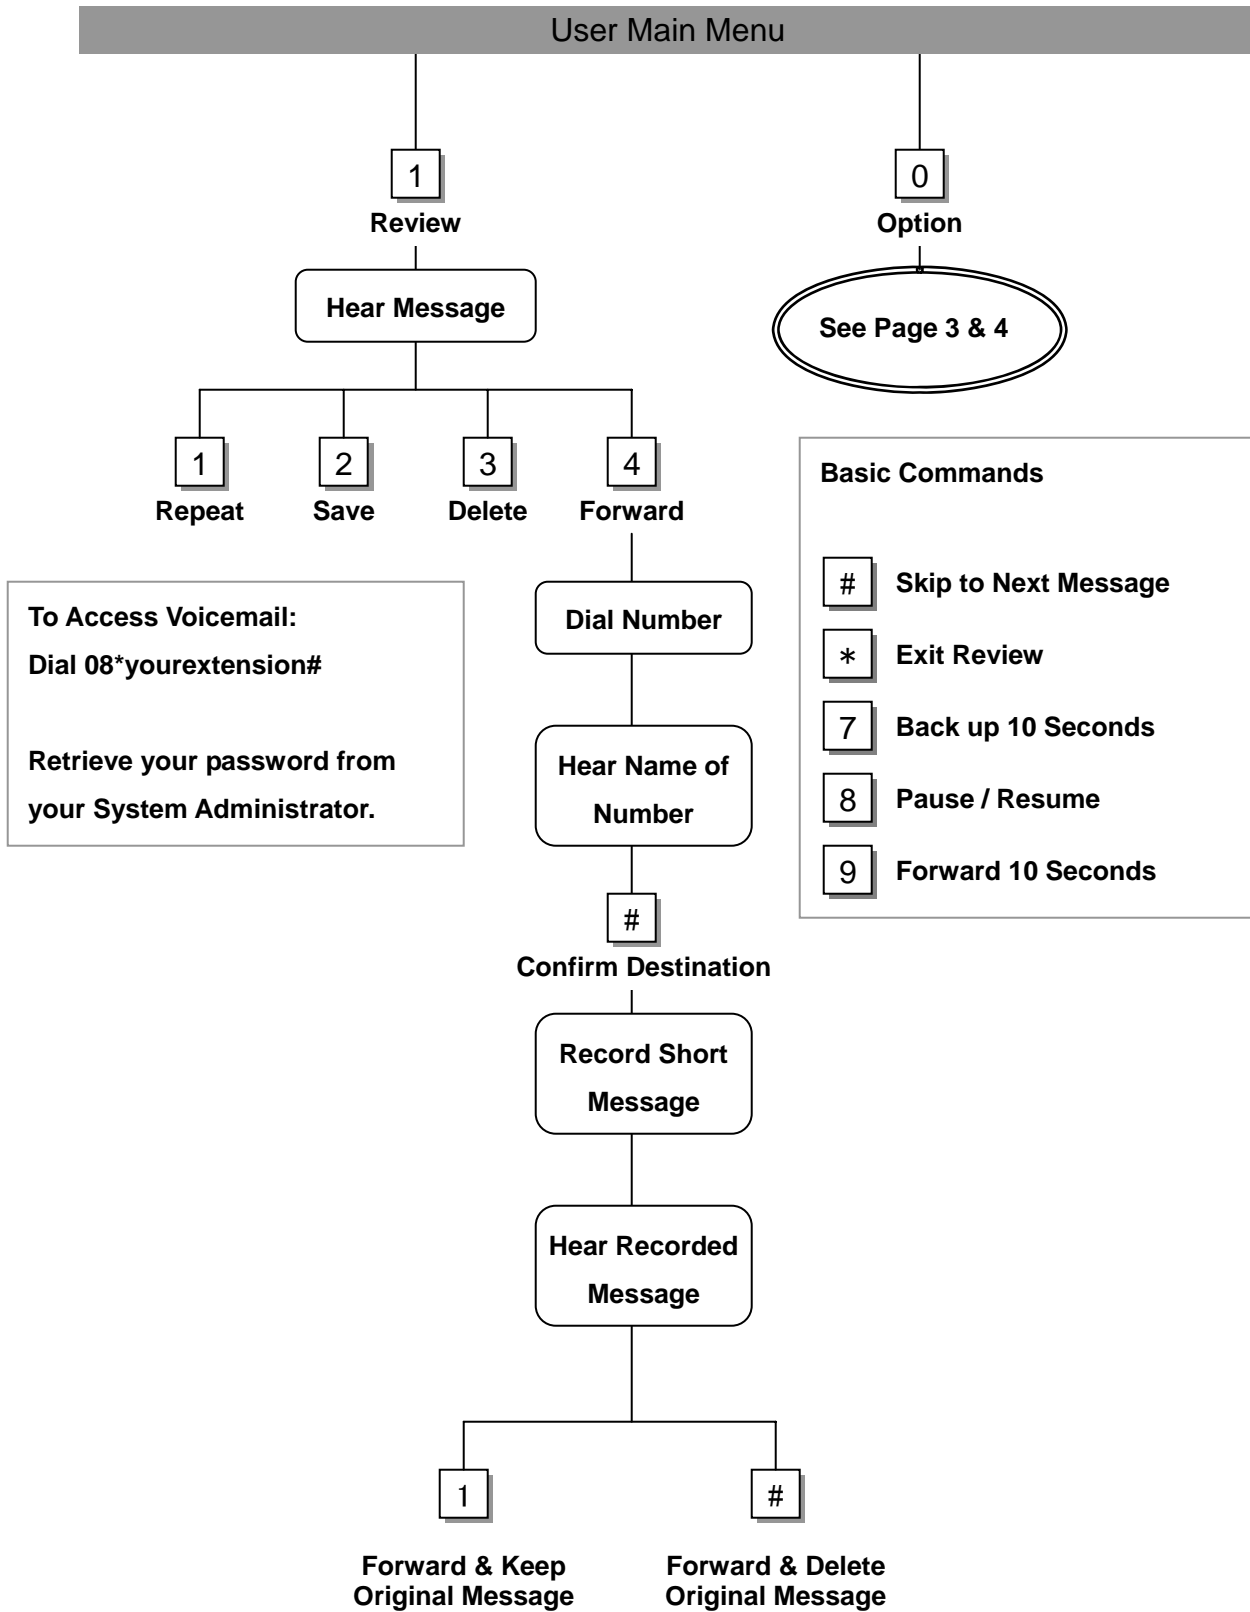 User Main Menu
1
0
Review
Option
Hear Message
See Page 3 & 4
1
2
3
4
Repeat
Save
Delete
Forward
To Access Voicemail:
Dial 08*yourextension#
Retrieve your password from
your System Administrator.
Dial Number
Hear Name of
Number
#
Confirm Destination
Record Short
Message
Hear Recorded
Message
1
#
Forward & Keep
Original Message
Forward & Delete
Original Message
Basic Commands
# Skip to Next Message
* Exit Review
7 Back up 10 Seconds
8 Pause / Resume
9 Forward 10 Seconds